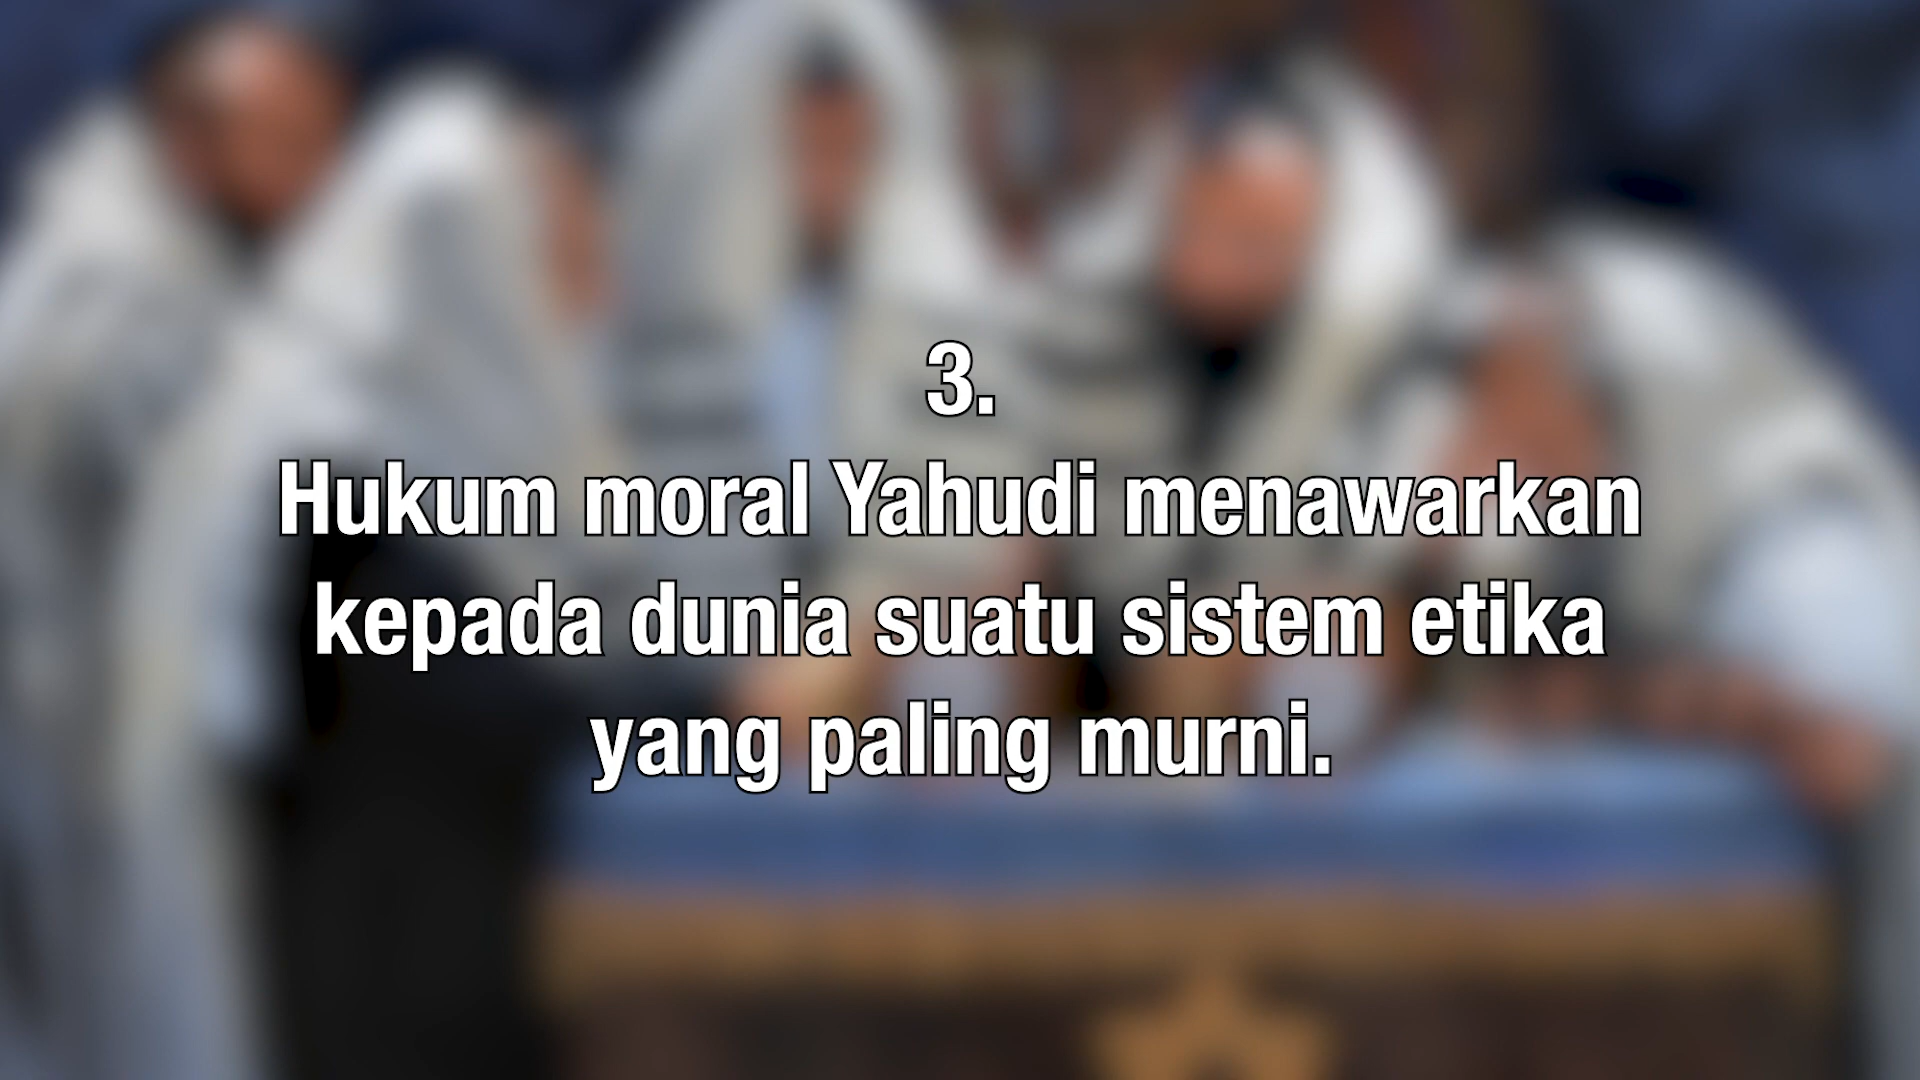 3.
Hukum moral Yahudi menawarkan
kepada dunia suatu sistem etika
yang paling murni.